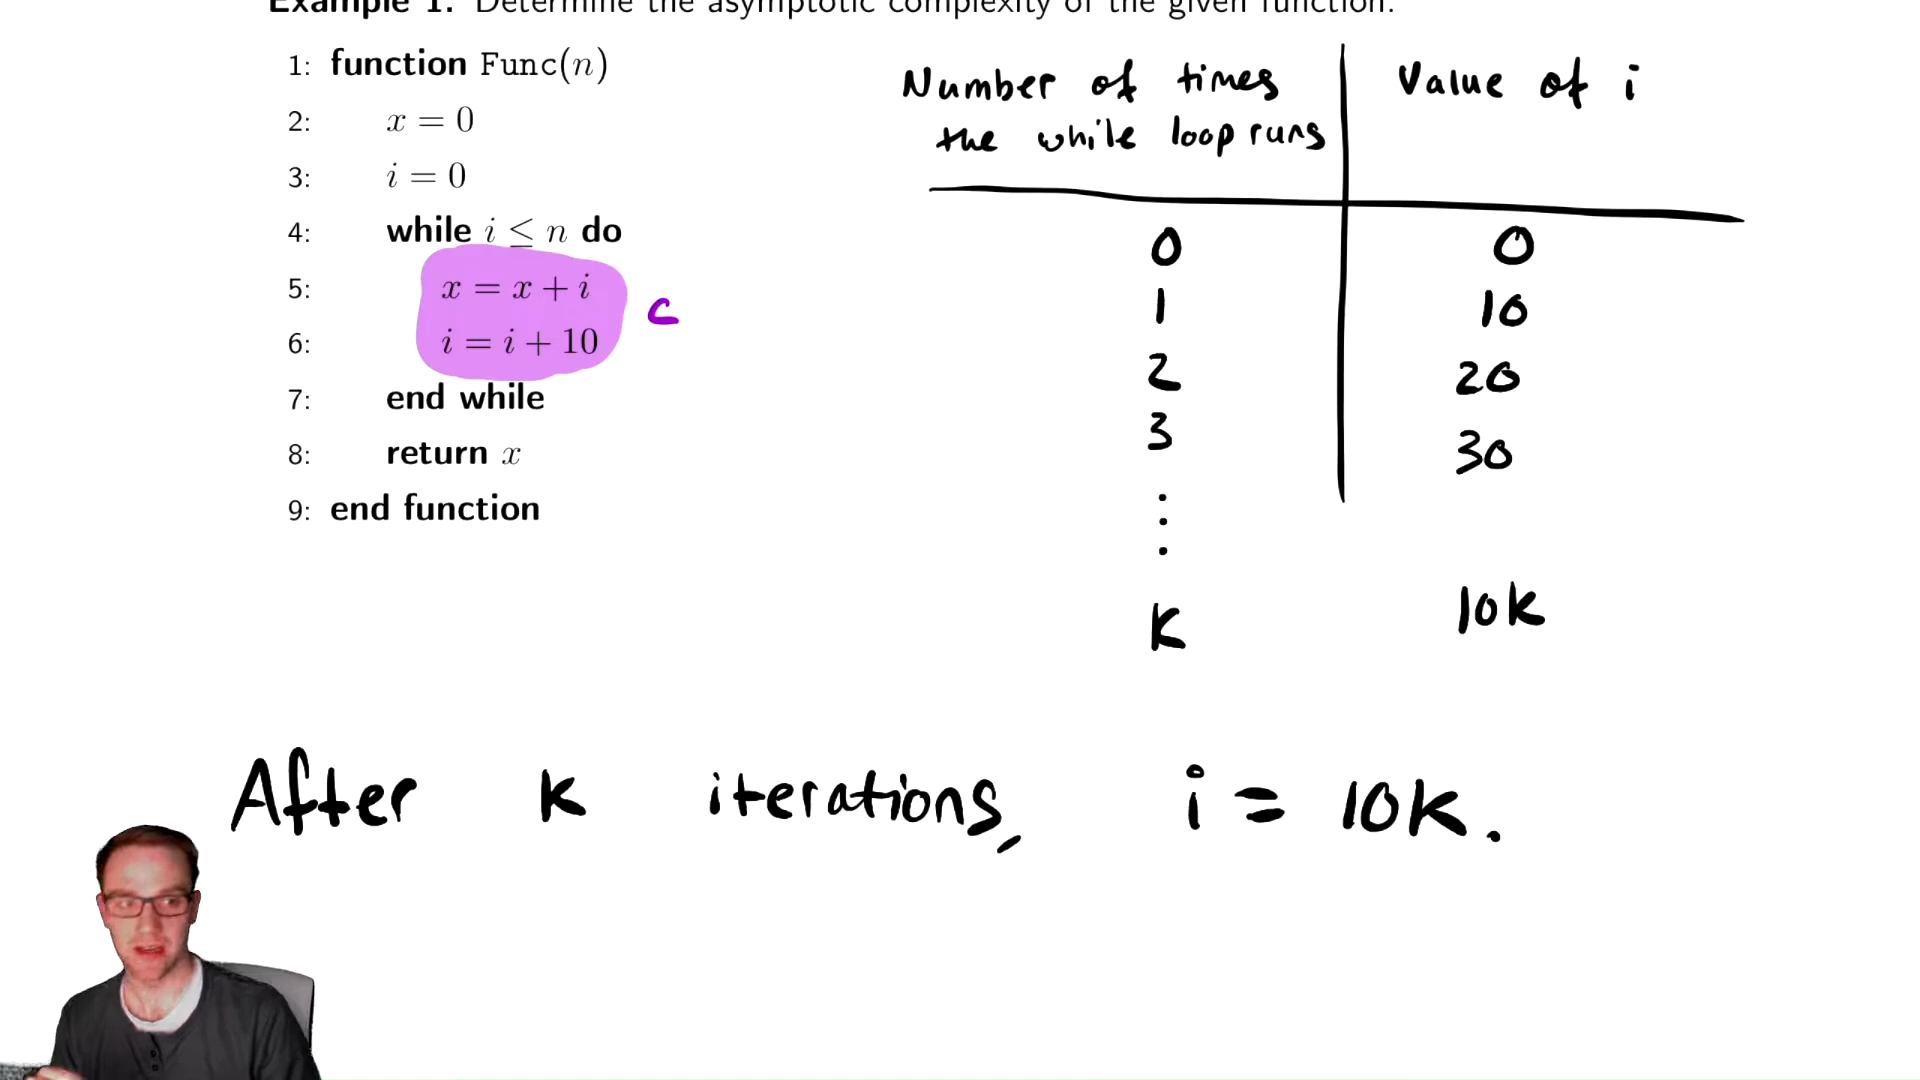 Example 1. Determine the asymptotic complexity of the given function.
1: function Func(n)
2: x = 0
3: i = 0
4: while i ≤ n do
5: x = x + i
6: i = i + 10
7: end while
8: return x
9: end function
c
Number of times
the while loop runs
Value of i
0 0
1 10
2 20
3 30
⋮
K 10K
After K iterations, i = 10K.